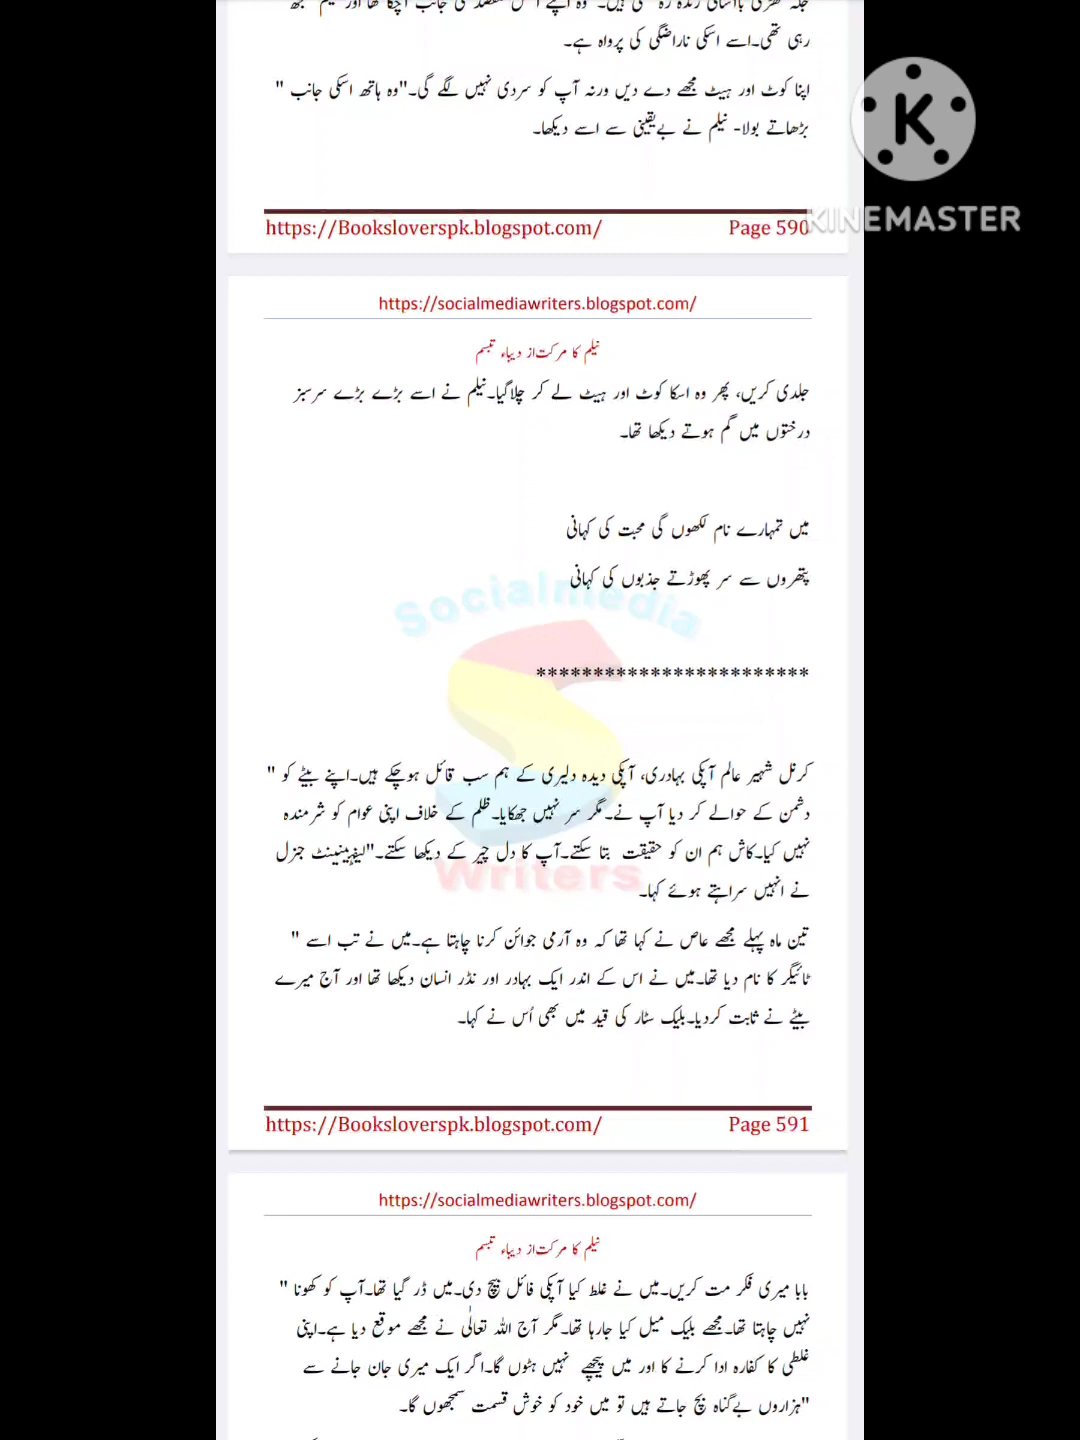 رہی تھی۔اسے اسکی ناراضگی کی پرواہ ہے۔
اپنا کوٹ اور ہیٹ مجھے دے دیں ورنہ آپ کو سردی نہیں لگے گی۔"وہ ہاتھ اسکی جانب "
بڑھاتے بولا- نیلم نے بےیقینی سے اسے دیکھا۔
https://Booksloverspk.blogspot.com/ Page 590
KINEMASTER
https://socialmediawriters.blogspot.com/
نیلم کا مرکت از دیباء تبسم
جلدی کریں، پھر وہ اسکا کوٹ اور ہیٹ لے کر چلاگیا۔نیلم نے اسے بڑے بڑے سرسبز
درختوں میں گم ہوتے دیکھا تھا۔
میں تمہارے نام لکھوں گی محبت کی کہانی
پتھروں سے سر پھوڑتے جذبوں کی کہانی
Socialmedia
************************
کرنل شہیر عالم آپکی بہادری، آپکی دیدہ دلیری کے ہم سب قائل ہوچکے ہیں۔اپنے بیٹے کو "
دشمن کے حوالے کر دیا آپ نے۔مگر سر نہیں جھکایا۔ظلم کے خلاف اپنی عوام کو شرمندہ
نہیں کیا۔کاش ہم ان کو حقیقت بتا سکتے۔آپ کا دل چیر کے دیکھا سکتے۔"لیفٹیننٹ جنرل
Writers
نے انہیں سراہتے ہوئے کہا۔
تین ماہ پہلے مجھے عاص نے کہا تھا کہ وہ آرمی جوائن کرنا چاہتا ہے۔میں نے تب اسے "
ٹائیگر کا نام دیا تھا۔میں نے اس کے اندر ایک بہادر اور نڈر انسان دیکھا تھا اور آج میرے
بیٹے نے ثابت کردیا۔بلیک سٹار کی قید میں بھی اُس نے کہا۔
https://Booksloverspk.blogspot.com/ Page 591
https://socialmediawriters.blogspot.com/
نیلم کا مرکت از دیباء تبسم
بابا میری فکر مت کریں۔میں نے غلط کیا آپکی فائل بیچ دی۔میں ڈر گیا تھا۔آپ کو کھونا "
نہیں چاہتا تھا۔مجھے بلیک میل کیا جارہا تھا۔مگر آج اللہ تعالٰی نے مجھے موقع دیا ہے۔اپنی
غلطی کا کفارہ ادا کرنے کا اور میں پیچھے نہیں ہٹوں گا۔اگر ایک میری جان جانے سے
"ہزاروں بےگناہ بچ جاتے ہیں تو میں خود کو خوش قسمت سمجھوں گا۔